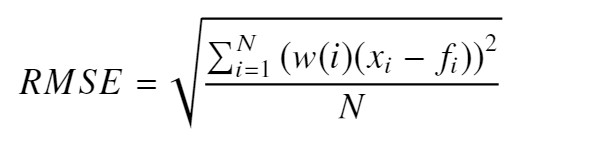 RMSE = \sqrt{\frac{\sum_{i=1}^{N} (w(i)(x_i - f_i))^2}{N}}